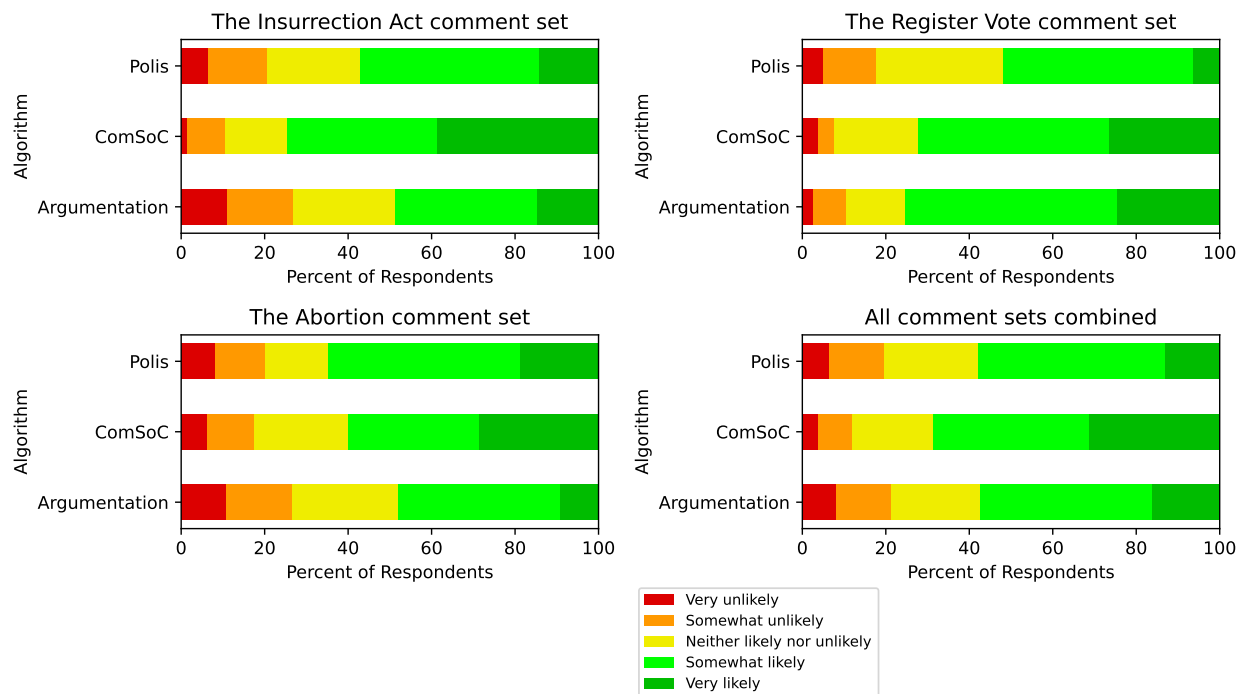 The Insurrection Act comment set
Algorithm
Polis
ComSoC
Argumentation
0 20 40 60 80 100
Percent of Respondents
The Register Vote comment set
Algorithm
Polis
ComSoC
Argumentation
0 20 40 60 80 100
Percent of Respondents
The Abortion comment set
Algorithm
Polis
ComSoC
Argumentation
0 20 40 60 80 100
Percent of Respondents
All comment sets combined
Algorithm
Polis
ComSoC
Argumentation
0 20 40 60 80 100
Percent of Respondents
Very unlikely
Somewhat unlikely
Neither likely nor unlikely
Somewhat likely
Very likely